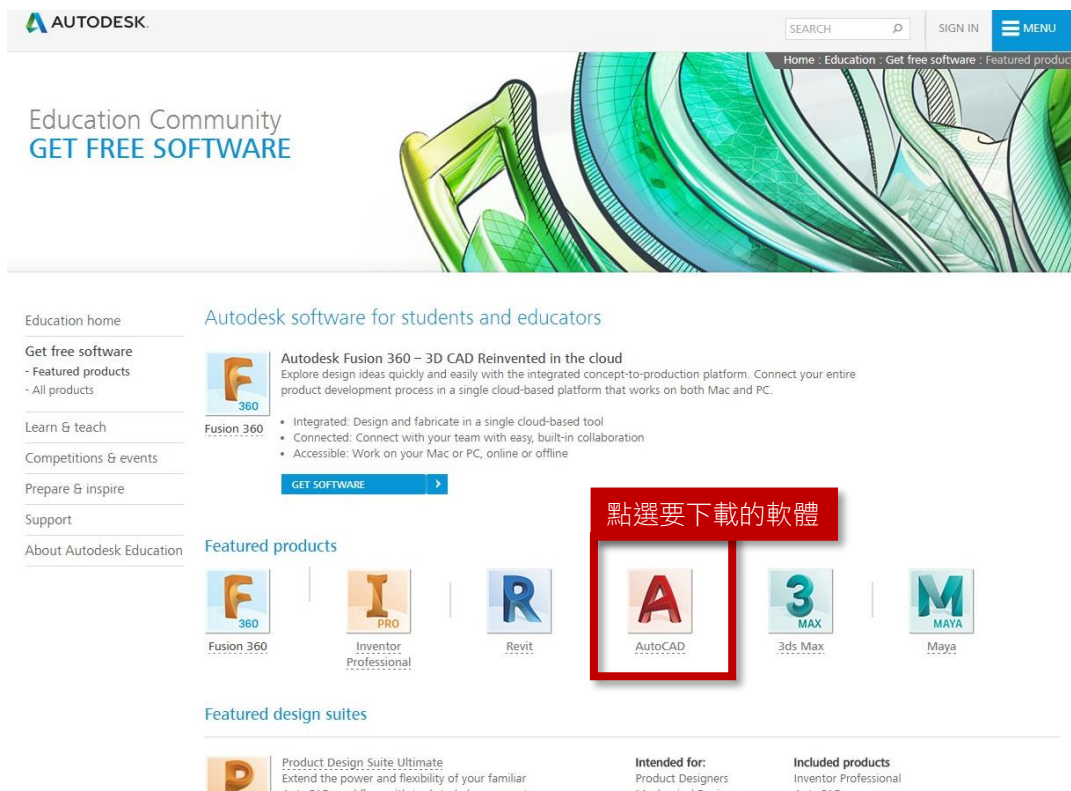 AUTODESK.
SEARCH
SIGN IN
MENU
Home : Education : Get free software : Featured product
Education Community
GET FREE SOFTWARE
Education home
Get free software
- Featured products
- All products
Learn & teach
Competitions & events
Prepare & inspire
Support
About Autodesk Education
Autodesk software for students and educators
360
Fusion 360
Autodesk Fusion 360 – 3D CAD Reinvented in the cloud
Explore design ideas quickly and easily with the integrated concept-to-production platform. Connect your entire
product development process in a single cloud-based platform that works on both Mac and PC.
• Integrated: Design and fabricate in a single cloud-based tool
• Connected: Connect with your team with easy, built-in collaboration
• Accessible: Work on your Mac or PC, online or offline
GET SOFTWARE
點選要下載的軟體
Featured products
360
Fusion 360
PRO
Inventor
Professional
Revit
AutoCAD
3
MAX
3ds Max
MAYA
Maya
Featured design suites
Product Design Suite Ultimate
Extend the power and flexibility of your familiar
Intended for:
Product Designers
Included products
Inventor Professional